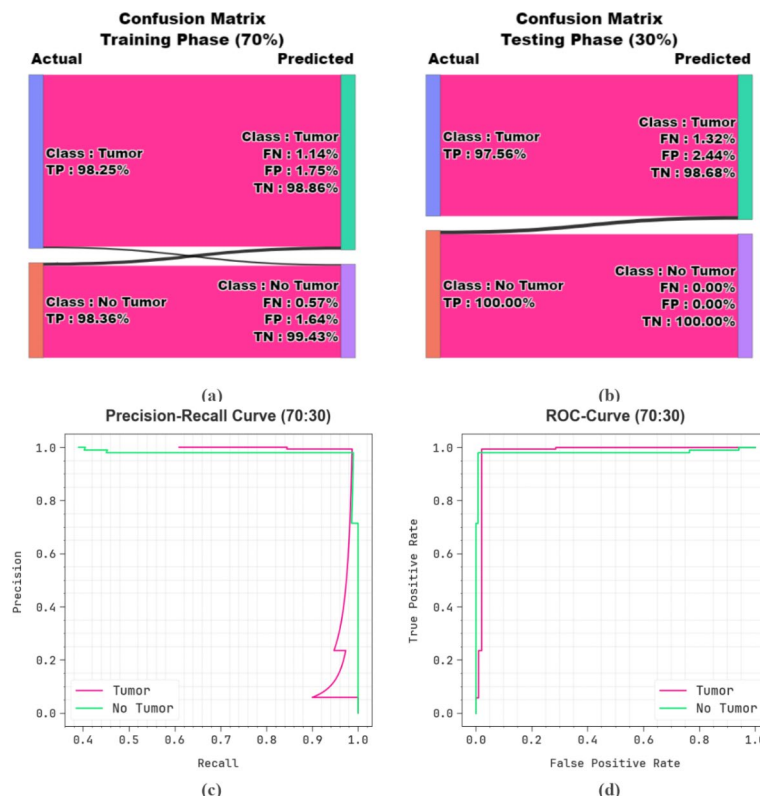 Confusion Matrix
Training Phase (70%)
Actual Predicted
Class : Tumor
TP : 98.25%
Class : Tumor
FN : 1.14%
FP : 1.75%
TN : 98.86%
Class : No Tumor
TP : 98.36%
Class : No Tumor
FN : 0.57%
FP : 1.64%
TN : 99.43%
(a)
Confusion Matrix
Testing Phase (30%)
Actual Predicted
Class : Tumor
TP : 97.56%
Class : Tumor
FN : 1.32%
FP : 2.44%
TN : 98.68%
Class : No Tumor
TP : 100.00%
Class : No Tumor
FN : 0.00%
FP : 0.00%
TN : 100.00%
(b)
Precision-Recall Curve (70:30)
Precision
1.0
0.8
0.6
0.4
0.2
0.0
Tumor
No Tumor
0.4 0.5 0.6 0.7 0.8 0.9 1.0
Recall
(c)
ROC-Curve (70:30)
True Positive Rate
1.0
0.8
0.6
0.4
0.2
0.0
Tumor
No Tumor
0.0 0.2 0.4 0.6 0.8 1.0
False Positive Rate
(d)